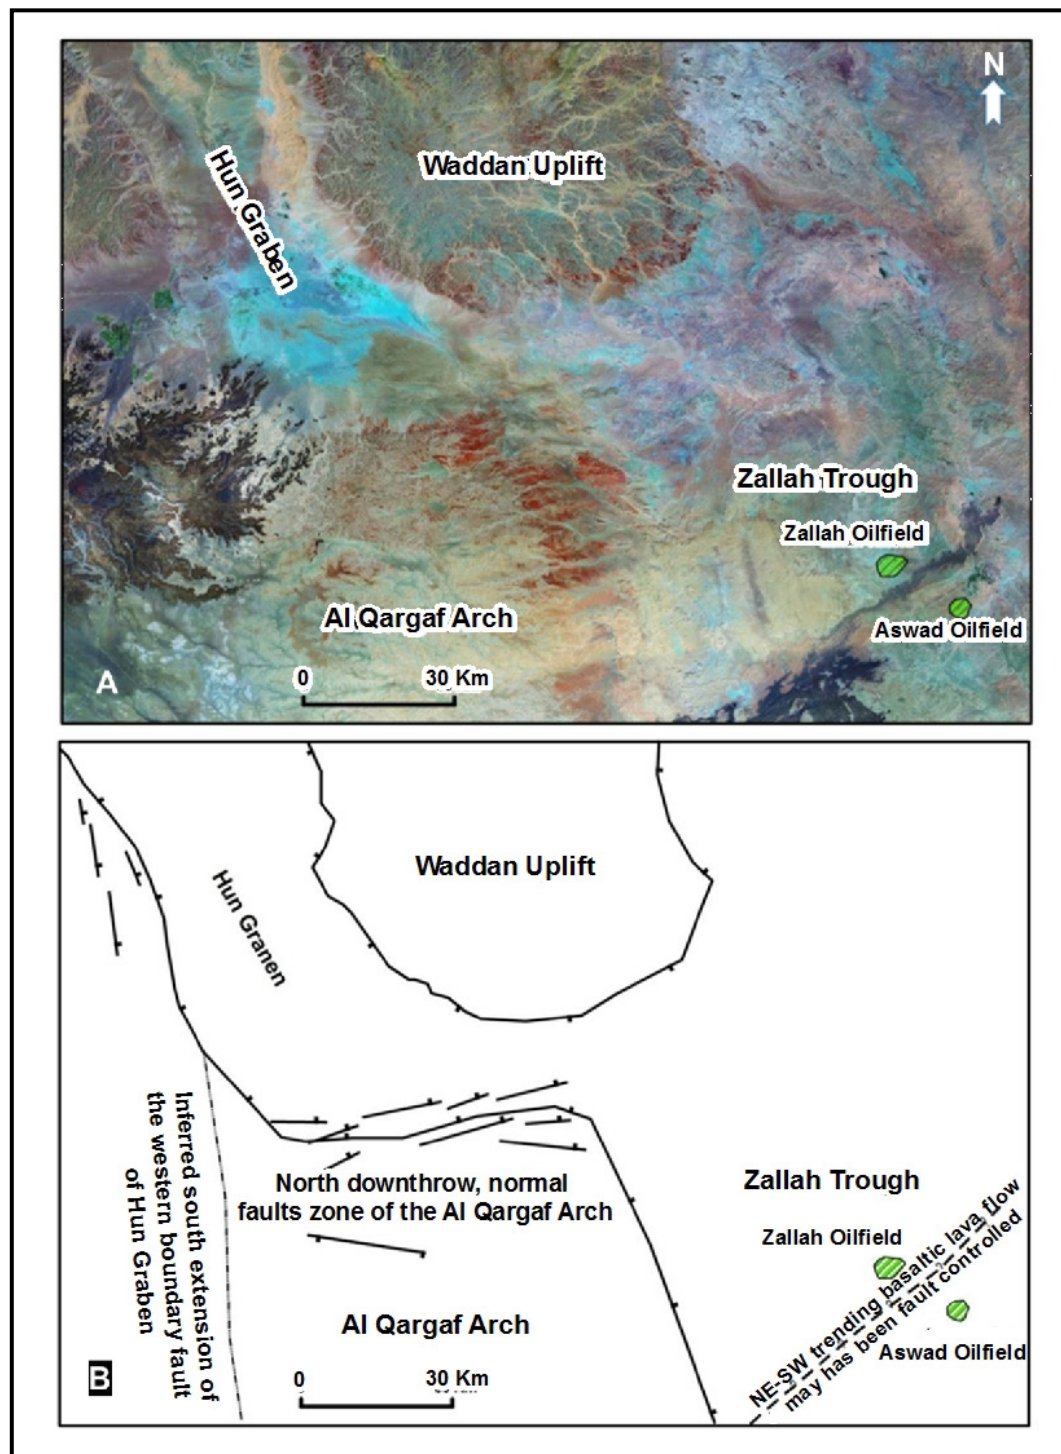 N
Hun Graben
Waddan Uplift
Zallah Trough
Zallah Oilfield
Al Qargaf Arch
Aswad Oilfield
A
0 30 Km
Waddan Uplift
Hun Granen
Inferred south extension of
the western boundary fault
of Hun Graben
North downthrow, normal
faults zone of the Al Qargaf Arch
Zallah Trough
Zallah Oilfield
NE-SW trending basaltic lava flow
may has been fault controlled
Al Qargaf Arch
Aswad Oilfield
B
0 30 Km